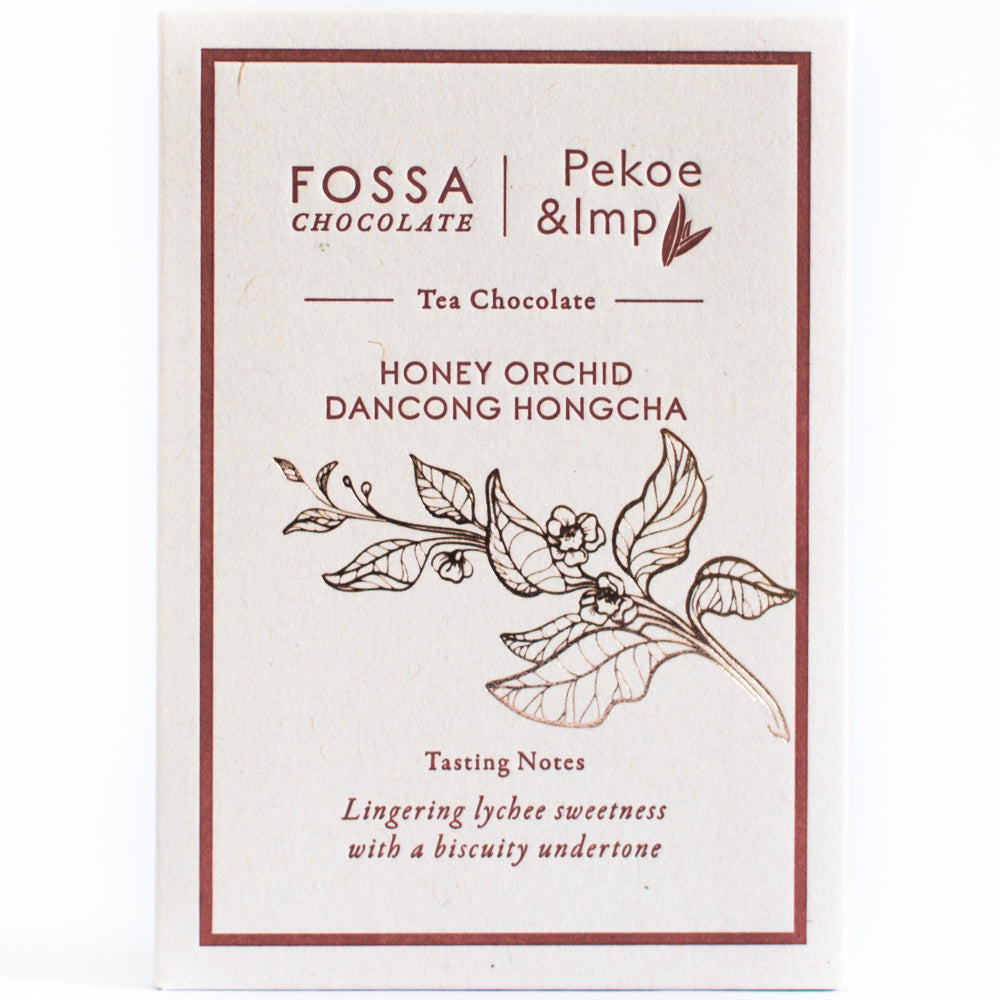 FOSSA
CHOCOLATE
Pekoe
&Imp
Tea Chocolate
HONEY ORCHID
DANCONG HONGCHA
Tasting Notes
Lingering lychee sweetness
with a biscuity undertone